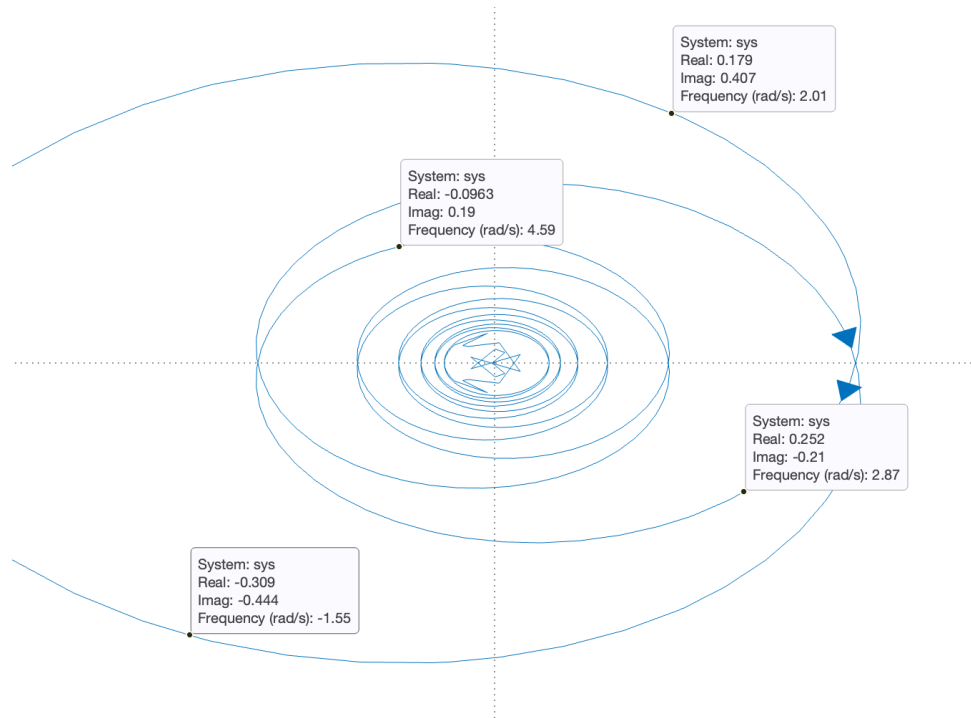 System: sys
Real: 0.179
Imag: 0.407
Frequency (rad/s): 2.01
System: sys
Real: -0.0963
Imag: 0.19
Frequency (rad/s): 4.59
System: sys
Real: 0.252
Imag: -0.21
Frequency (rad/s): 2.87
System: sys
Real: -0.309
Imag: -0.444
Frequency (rad/s): -1.55